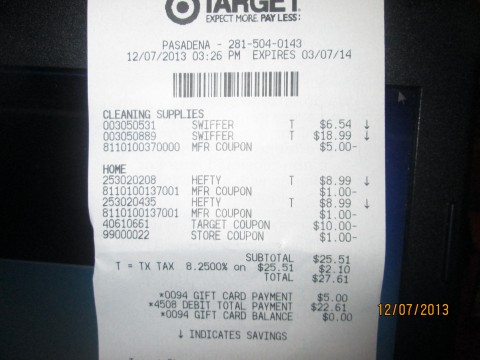 TARGET
EXPECT MORE. PAY LESS.
PASADENA - 281-504-0143
12/07/2013 03:26 PM EXPIRES 03/07/14
CLEANING SUPPLIES
003050531 SWIFFER T $6.54 ↓
003050889 SWIFFER T $18.99 ↓
8110100370000 MFR COUPON $5.00-
HOME
253020208 HEFTY T $8.99 ↓
8110100137001 MFR COUPON $1.00-
253020435 HEFTY T $8.99 ↓
8110100137001 MFR COUPON $1.00-
40610661 TARGET COUPON $10.00-
99000022 STORE COUPON $1.00-
SUBTOTAL $25.51
T = TX TAX 8.2500% on $25.51 $2.10
TOTAL $27.61
*0094 GIFT CARD PAYMENT $5.00
*4508 DEBIT TOTAL PAYMENT $22.61
*0094 GIFT CARD BALANCE $0.00
↓ INDICATES SAVINGS
12/07/2013